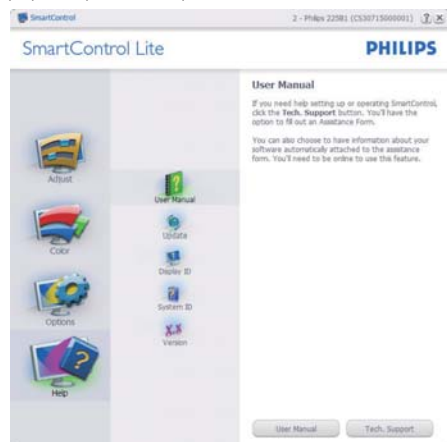 SmartControl
2 - Philips 225B1 (CS30715000001)
SmartControl Lite
PHILIPS
User Manual
If you need help setting up or operating SmartControl,
click the Tech. Support button. You'll have the
option to fill out an Assistance Form.
You can also choose to have information about your
software automatically attached to the assistance
form. You'll need to be online to use this feature.
Adjust
Color
Options
Help
User Manual
Update
Display ID
System ID
X.X
Version
User Manual
Tech. Support